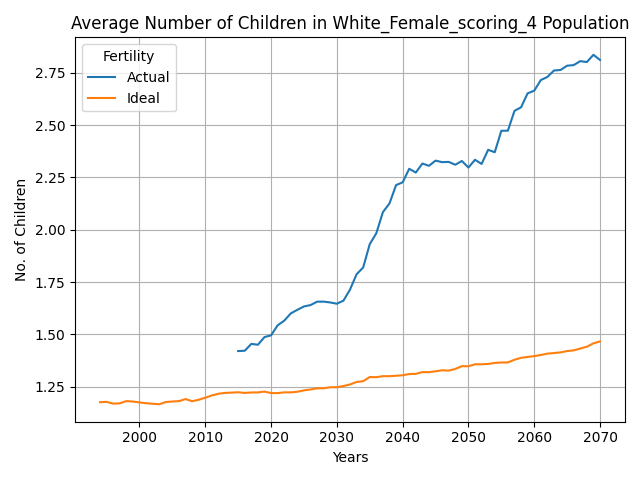 Average Number of Children in White_Female_scoring_4 Population
Fertility
Actual
Ideal
No. of Children
2.75
2.50
2.25
2.00
1.75
1.50
1.25
2000 2010 2020 2030 2040 2050 2060 2070
Years